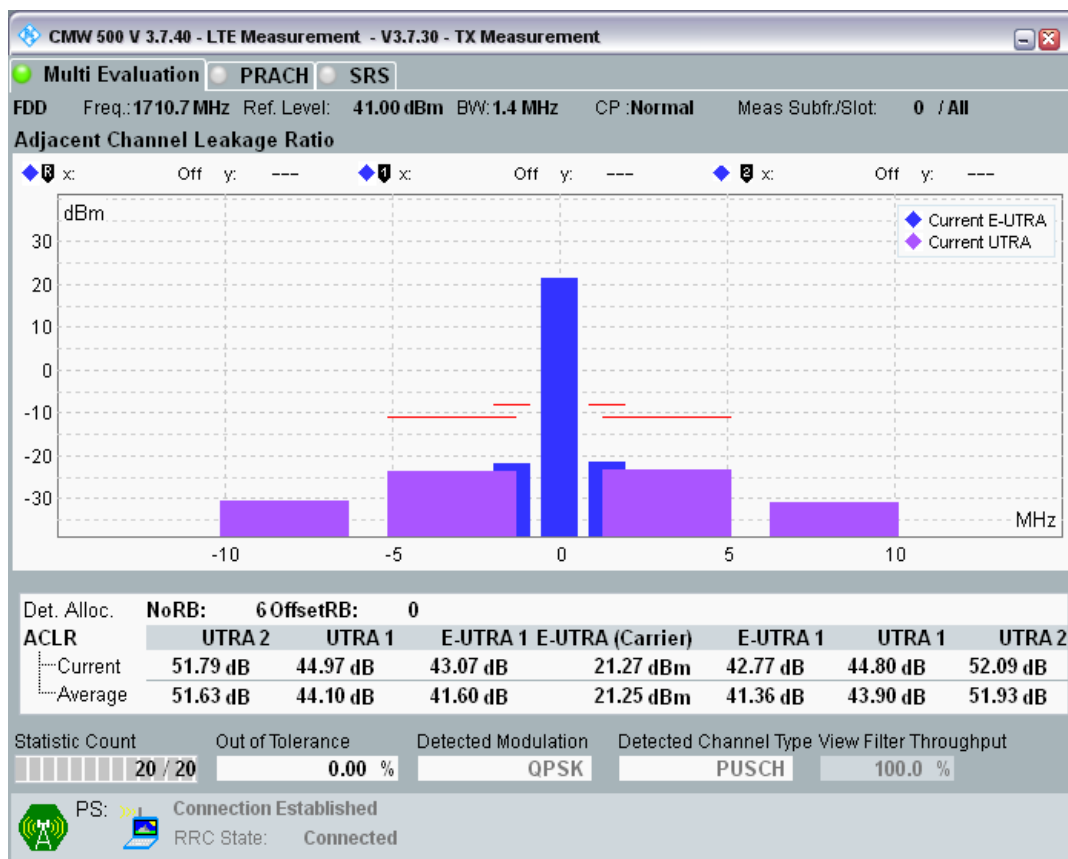 CMW 500 V 3.7.40 - LTE Measurement - V3.7.30 - TX Measurement
Multi Evaluation PRACH SRS
FDD Freq.: 1710.7 MHz Ref. Level: 41.00 dBm BW: 1.4 MHz CP : Normal Meas Subfr./Slot: 0 / All
Adjacent Channel Leakage Ratio
R x: Off y: --- 1 x: Off y: --- 2 x: Off y: ---
dBm
Current E-UTRA
Current UTRA
30
20
10
0
-10
-20
-30
MHz
-10 -5 0 5 10
Det. Alloc. NoRB: 6 OffsetRB: 0
ACLR UTRA 2 UTRA 1 E-UTRA 1 E-UTRA (Carrier) E-UTRA 1 UTRA 1 UTRA 2
Current 51.79 dB 44.97 dB 43.07 dB 21.27 dBm 42.77 dB 44.80 dB 52.09 dB
Average 51.63 dB 44.10 dB 41.60 dB 21.25 dBm 41.36 dB 43.90 dB 51.93 dB
Statistic Count Out of Tolerance Detected Modulation Detected Channel Type View Filter Throughput
20 / 20 0.00 % QPSK PUSCH 100.0 %
PS: Connection Established
RRC State: Connected